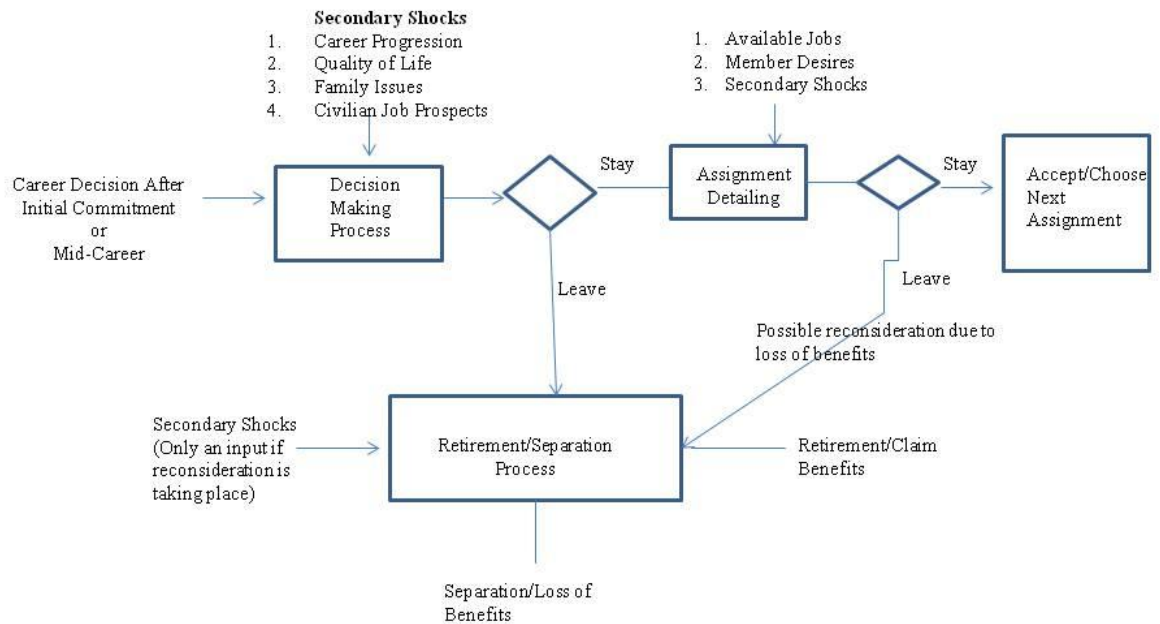 Secondary Shocks
1. Career Progression
2. Quality of Life
3. Family Issues
4. Civilian Job Prospects
1. Available Jobs
2. Member Desires
3. Secondary Shocks
Career Decision After
Initial Commitment
or
Mid-Career
Decision
Making
Process
Stay
Assignment
Detailing
Stay
Accept/Choose
Next
Assignment
Leave
Leave
Possible reconsideration due to
loss of benefits
Secondary Shocks
(Only an input if
reconsideration is
taking place)
Retirement/Separation
Process
Retirement/Claim
Benefits
Separation/Loss of
Benefits